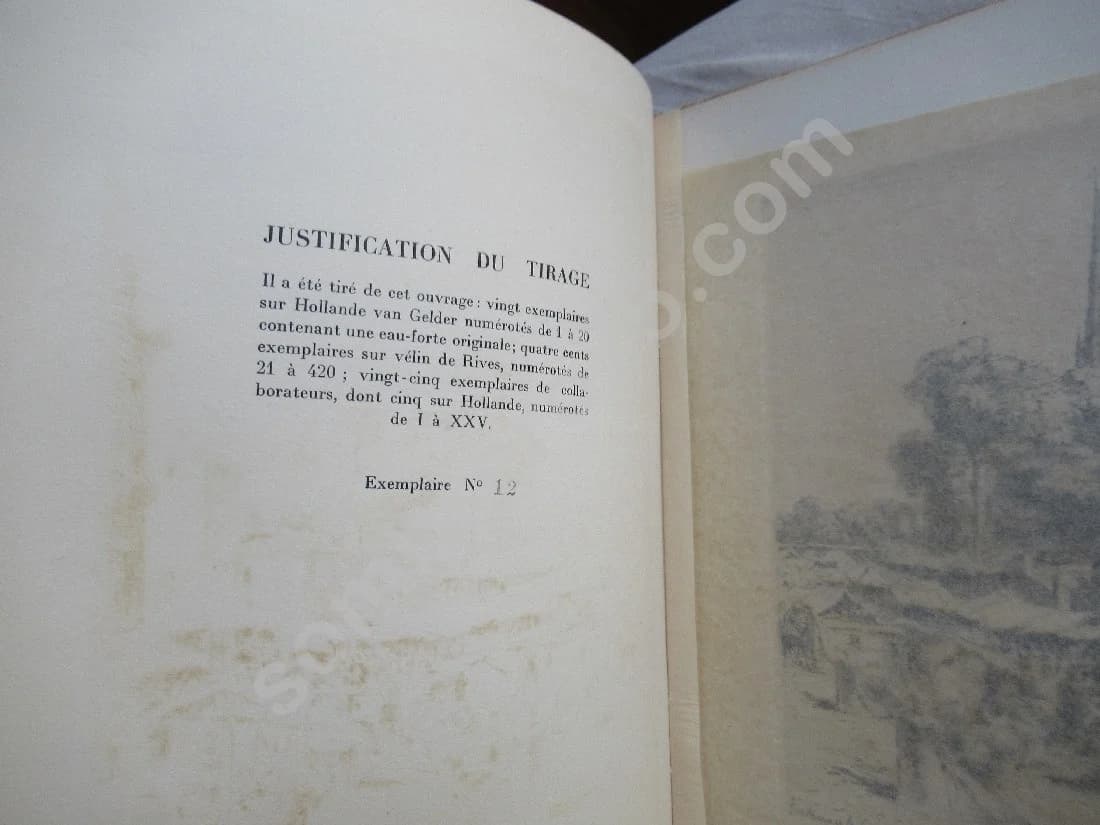 JUSTIFICATION DU TIRAGE
Il a été tiré de cet ouvrage : vingt exemplaires
sur Hollande van Gelder numérotés de 1 à 20
contenant une eau-forte originale; quatre cents
exemplaires sur vélin de Rives, numérotés de
21 à 420 ; vingt-cinq exemplaires de colla-
borateurs, dont cinq sur Hollande, numérotés
de I à XXV.
Exemplaire Nº 12